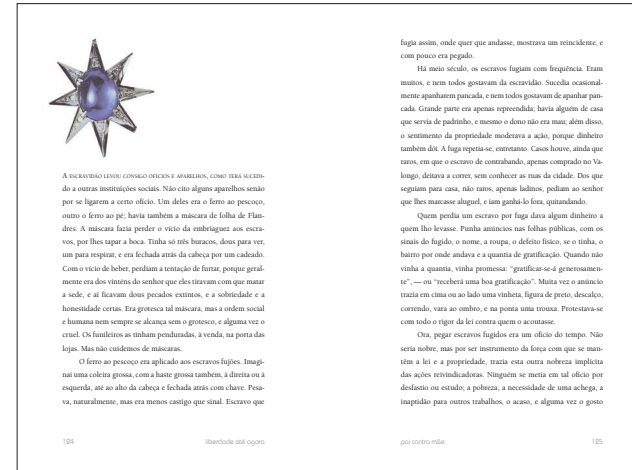 A ESCRAVIDÃO LEVOU CONSIGO OFÍCIOS E APARELHOS, COMO TERÁ SUCEDI-
do a outras instituições sociais. Não cito alguns aparelhos senão
por se ligarem a certo ofício. Um deles era o ferro ao pescoço,
outro o ferro ao pé; havia também a máscara de folha de Flan-
dres. A máscara fazia perder o vício da embriaguez aos escra-
vos, por lhes tapar a boca. Tinha só três buracos, dous para ver,
um para respirar, e era fechada atrás da cabeça por um cadeado.
Com o vício de beber, perdiam a tentação de furtar, porque geral-
mente era dos vinténs do senhor que eles tiravam com que matar
a sede, e aí ficavam dous pecados extintos, e a sobriedade e a
honestidade certas. Era grotesca tal máscara, mas a ordem social
e humana nem sempre se alcança sem o grotesco, e alguma vez o
cruel. Os funileiros as tinham penduradas, à venda, na porta das
lojas. Mas não cuidemos de máscaras.
O ferro ao pescoço era aplicado aos escravos fujões. Imagi-
nai uma coleira grossa, com a haste grossa também, à direita ou à
esquerda, até ao alto da cabeça e fechada atrás com chave. Pesa-
va, naturalmente, mas era menos castigo que sinal. Escravo que
124
liberdade até agora
fugia assim, onde quer que andasse, mostrava um reincidente, e
com pouco era pegado.
Há meio século, os escravos fugiam com frequência. Eram
muitos, e nem todos gostavam da escravidão. Sucedia ocasional-
mente apanharem pancada, e nem todos gostavam de apanhar pan-
cada. Grande parte era apenas repreendida; havia alguém de casa
que servia de padrinho, e mesmo o dono não era mau; além disso,
o sentimento da propriedade moderava a ação, porque dinheiro
também dói. A fuga repetia-se, entretanto. Casos houve, ainda que
raros, em que o escravo de contrabando, apenas comprado no Va-
longo, deitava a correr, sem conhecer as ruas da cidade. Dos que
seguiam para casa, não raros, apenas ladinos, pediam ao senhor
que lhes marcasse aluguel, e iam ganhá-lo fora, quitandando.
Quem perdia um escravo por fuga dava algum dinheiro a
quem lho levasse. Punha anúncios nas folhas públicas, com os
sinais do fugido, o nome, a roupa, o defeito físico, se o tinha, o
bairro por onde andava e a quantia de gratificação. Quando não
vinha a quantia, vinha promessa: “gratificar-se-á generosamen-
te”, — ou “receberá uma boa gratificação”. Muita vez o anúncio
trazia em cima ou ao lado uma vinheta, figura de preto, descalço,
correndo, vara ao ombro, e na ponta uma trouxa. Protestava-se
com todo o rigor da lei contra quem o acoutasse.
Ora, pegar escravos fugidos era um ofício do tempo. Não
seria nobre, mas por ser instrumento da força com que se man-
têm a lei e a propriedade, trazia esta outra nobreza implícita
das ações reivindicadoras. Ninguém se metia em tal ofício por
desfastio ou estudo; a pobreza, a necessidade de uma achega, a
inaptidão para outros trabalhos, o acaso, e alguma vez o gosto
pai contra mãe
125